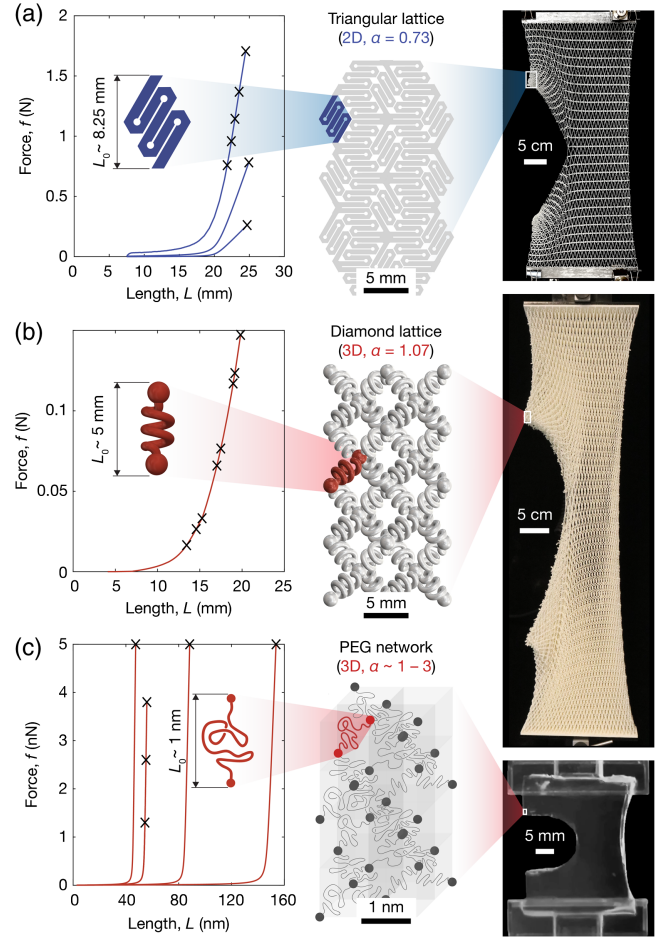 (a)
Force, f (N)
2
1.5
1
0.5
0
L0~ 8.25 mm
0 5 10 15 20 25 30
Length, L (mm)
Triangular lattice
(2D, α = 0.73)
5 mm
5 cm
(b)
Force, f (N)
0.1
0.05
0
L0~ 5 mm
0 5 10 15 20 25
Length, L (mm)
Diamond lattice
(3D, α = 1.07)
5 mm
5 cm
(c)
Force, f (nN)
5
4
3
2
1
0
L0~ 1 nm
0 40 80 120 160
Length, L (nm)
PEG network
(3D, α ~ 1 – 3)
1 nm
5 mm